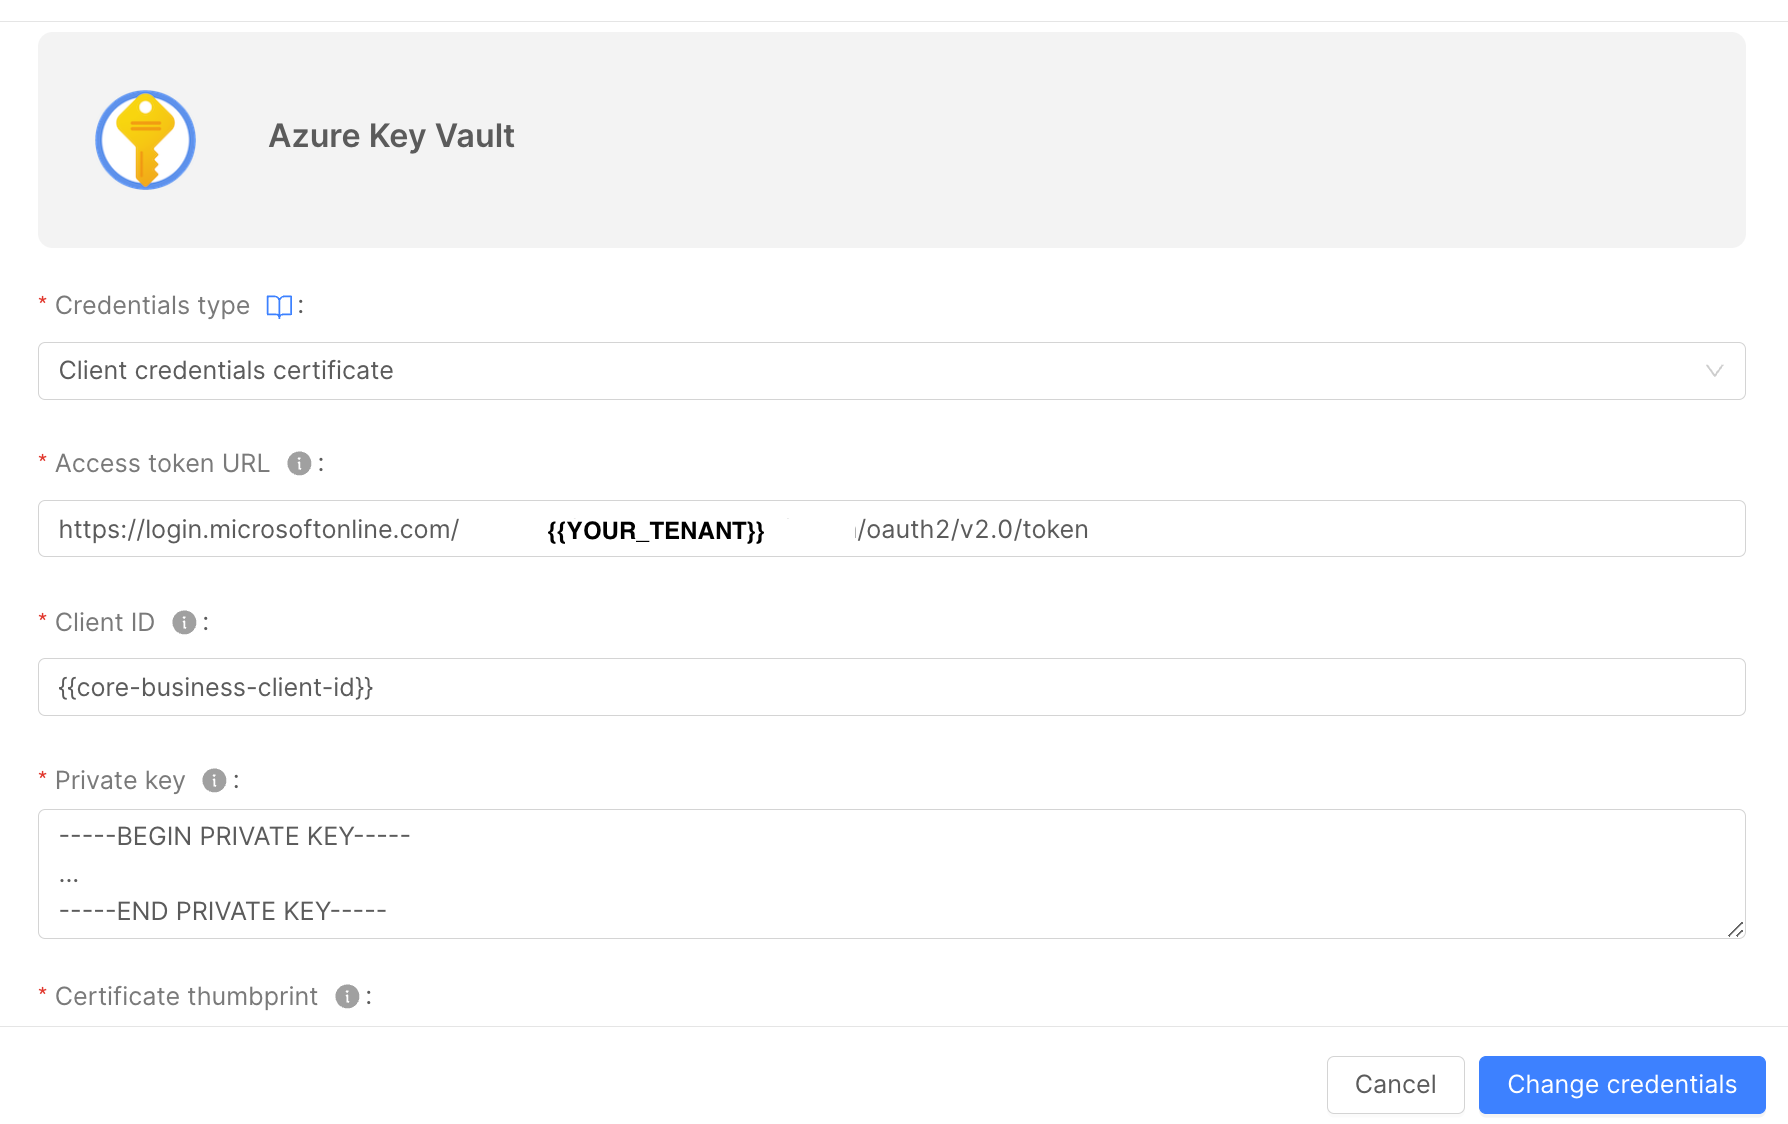 Azure Key Vault
* Credentials type :
Client credentials certificate
* Access token URL i :
https://login.microsoftonline.com/ {{YOUR_TENANT}} /oauth2/v2.0/token
* Client ID i :
{{core-business-client-id}}
* Private key i :
-----BEGIN PRIVATE KEY-----
...
-----END PRIVATE KEY-----
* Certificate thumbprint i :
Cancel Change credentials